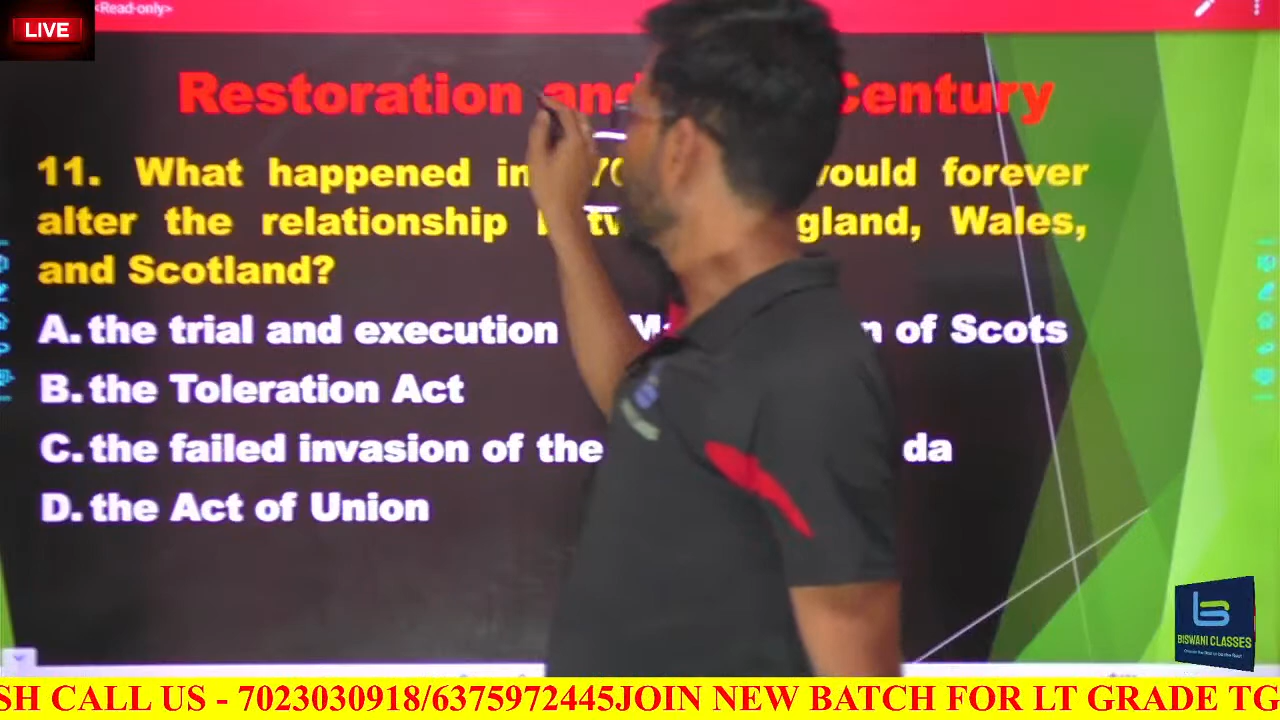 <Read-only>
LIVE
Restoration and Century
11. What happened in would forever
alter the relationship gland, Wales,
and Scotland?
A. the trial and execution n of Scots
B. the Toleration Act
C. the failed invasion of the da
D. the Act of Union
BISWANI CLASSES
SH CALL US - 7023030918/6375972445JOIN NEW BATCH FOR LT GRADE TG